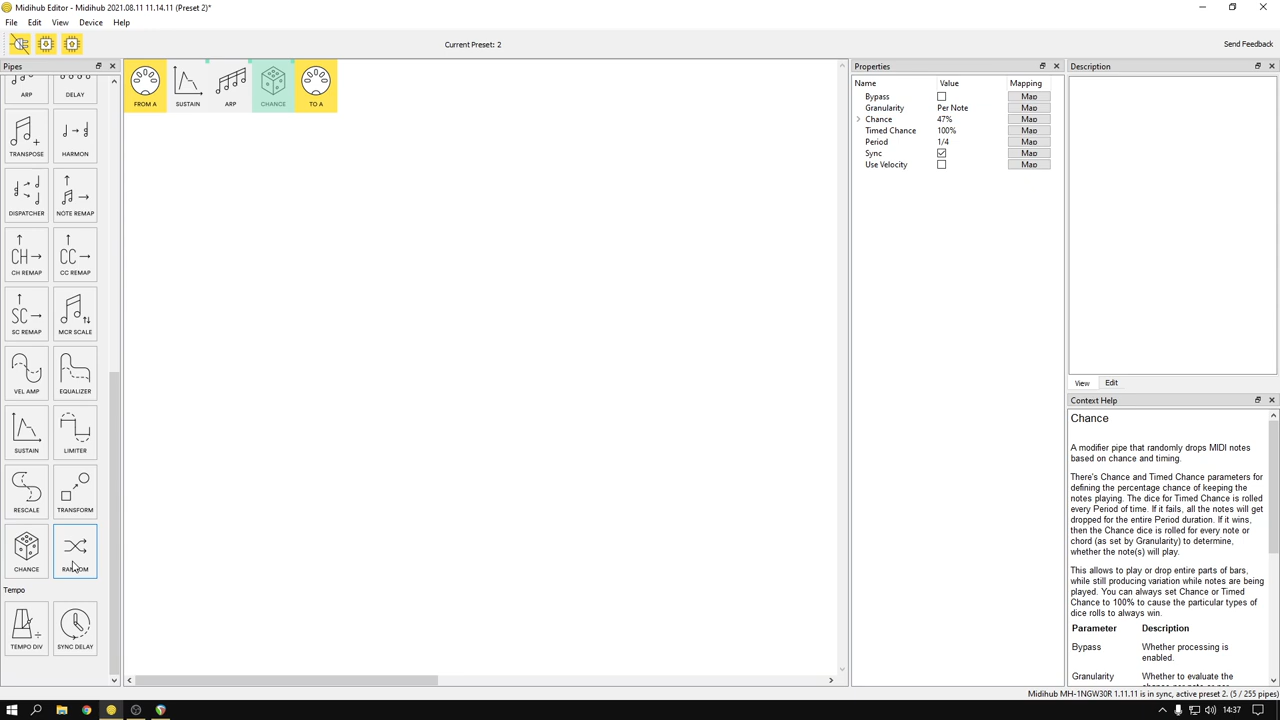 Midihub Editor - Midihub 2021.08.11 11.14.11 (Preset 2)*
File Edit View Device Help
Current Preset: 2
Send Feedback
Pipes
ARP DELAY
TRANSPOSE HARMON
DISPATCHER NOTE REMAP
CH REMAP CC REMAP
SC REMAP MCR SCALE
VEL AMP EQUALIZER
SUSTAIN LIMITER
RESCALE TRANSFORM
CHANCE RANDOM
Tempo
TEMPO DIV SYNC DELAY
FROM A SUSTAIN ARP CHANCE TO A
Properties
Name Value Mapping
Bypass Map
Granularity Per Note Map
Chance 47% Map
Timed Chance 100% Map
Period 1/4 Map
Sync Map
Use Velocity Map
Description
View Edit
Context Help
Chance
A modifier pipe that randomly drops MIDI notes
based on chance and timing.
There's Chance and Timed Chance parameters for
defining the percentage chance of keeping the
notes playing. The dice for Timed Chance is rolled
every Period of time. If it fails, all the notes will get
dropped for the entire Period duration. If it wins,
then the Chance dice is rolled for every note or
chord (as set by Granularity) to determine,
whether the note(s) will play.
This allows to play or drop entire parts of bars,
while still producing variation while notes are being
played. You can always set Chance or Timed
Chance to 100% to cause the particular types of
dice rolls to always win.
Parameter Description
Bypass Whether processing is
enabled.
Granularity Whether to evaluate the
Midihub MH-1NGW30R 1.11.11 is in sync, active preset 2. (5 / 255 pipes)
14:37